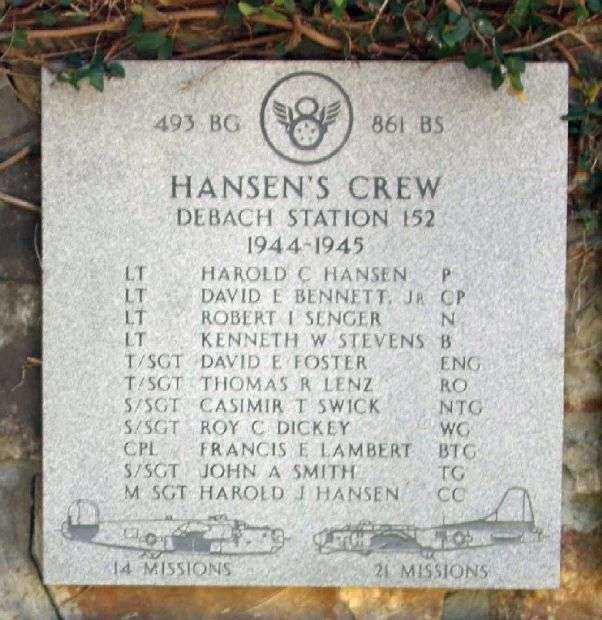 493 BG 861 BS
HANSEN'S CREW
DEBACH STATION 152
1944-1945
LT HAROLD C HANSEN P
LT DAVID E BENNETT, JR CP
LT ROBERT I SENGER N
LT KENNETH W STEVENS B
T/SGT DAVID E FOSTER ENG
T/SGT THOMAS R LENZ RO
S/SGT CASIMIR T SWICK NTG
S/SGT ROY C DICKEY WG
CPL FRANCIS E LAMBERT BTG
S/SGT JOHN A SMITH TG
M SGT HAROLD J HANSEN CC
14 MISSIONS 21 MISSIONS